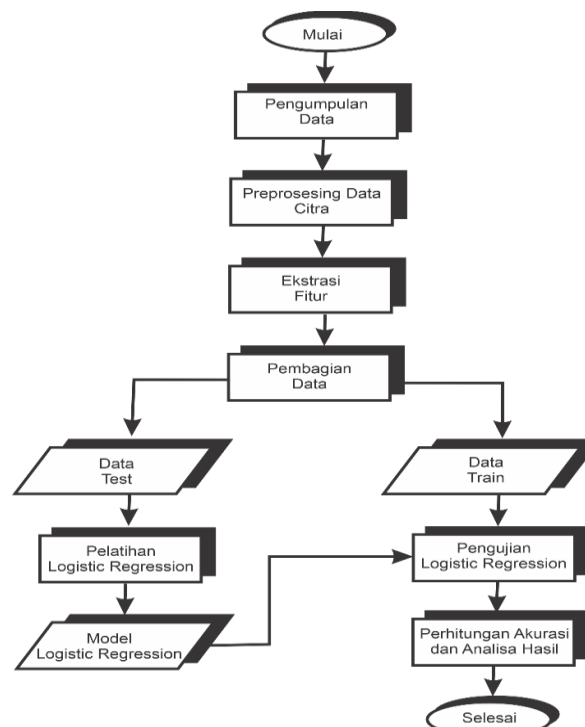 Mulai
Pengumpulan
Data
Preprosesing Data
Citra
Ekstrasi
Fitur
Pembagian
Data
Data
Test
Data
Train
Pelatihan
Logistic Regression
Pengujian
Logistic Regression
Model
Logistic Regression
Perhitungan Akurasi
dan Analisa Hasil
Selesai